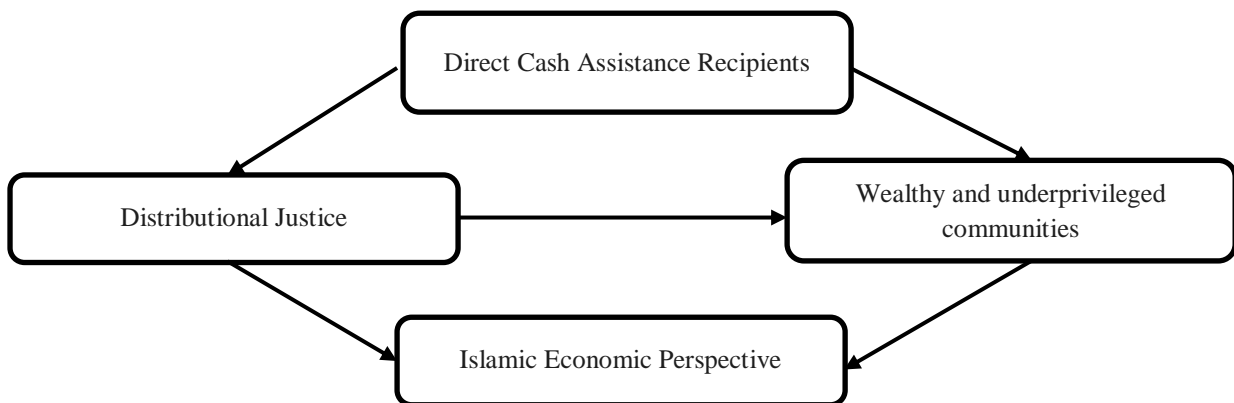 Direct Cash Assistance Recipients
Distributional Justice
Wealthy and underprivileged
communities
Islamic Economic Perspective